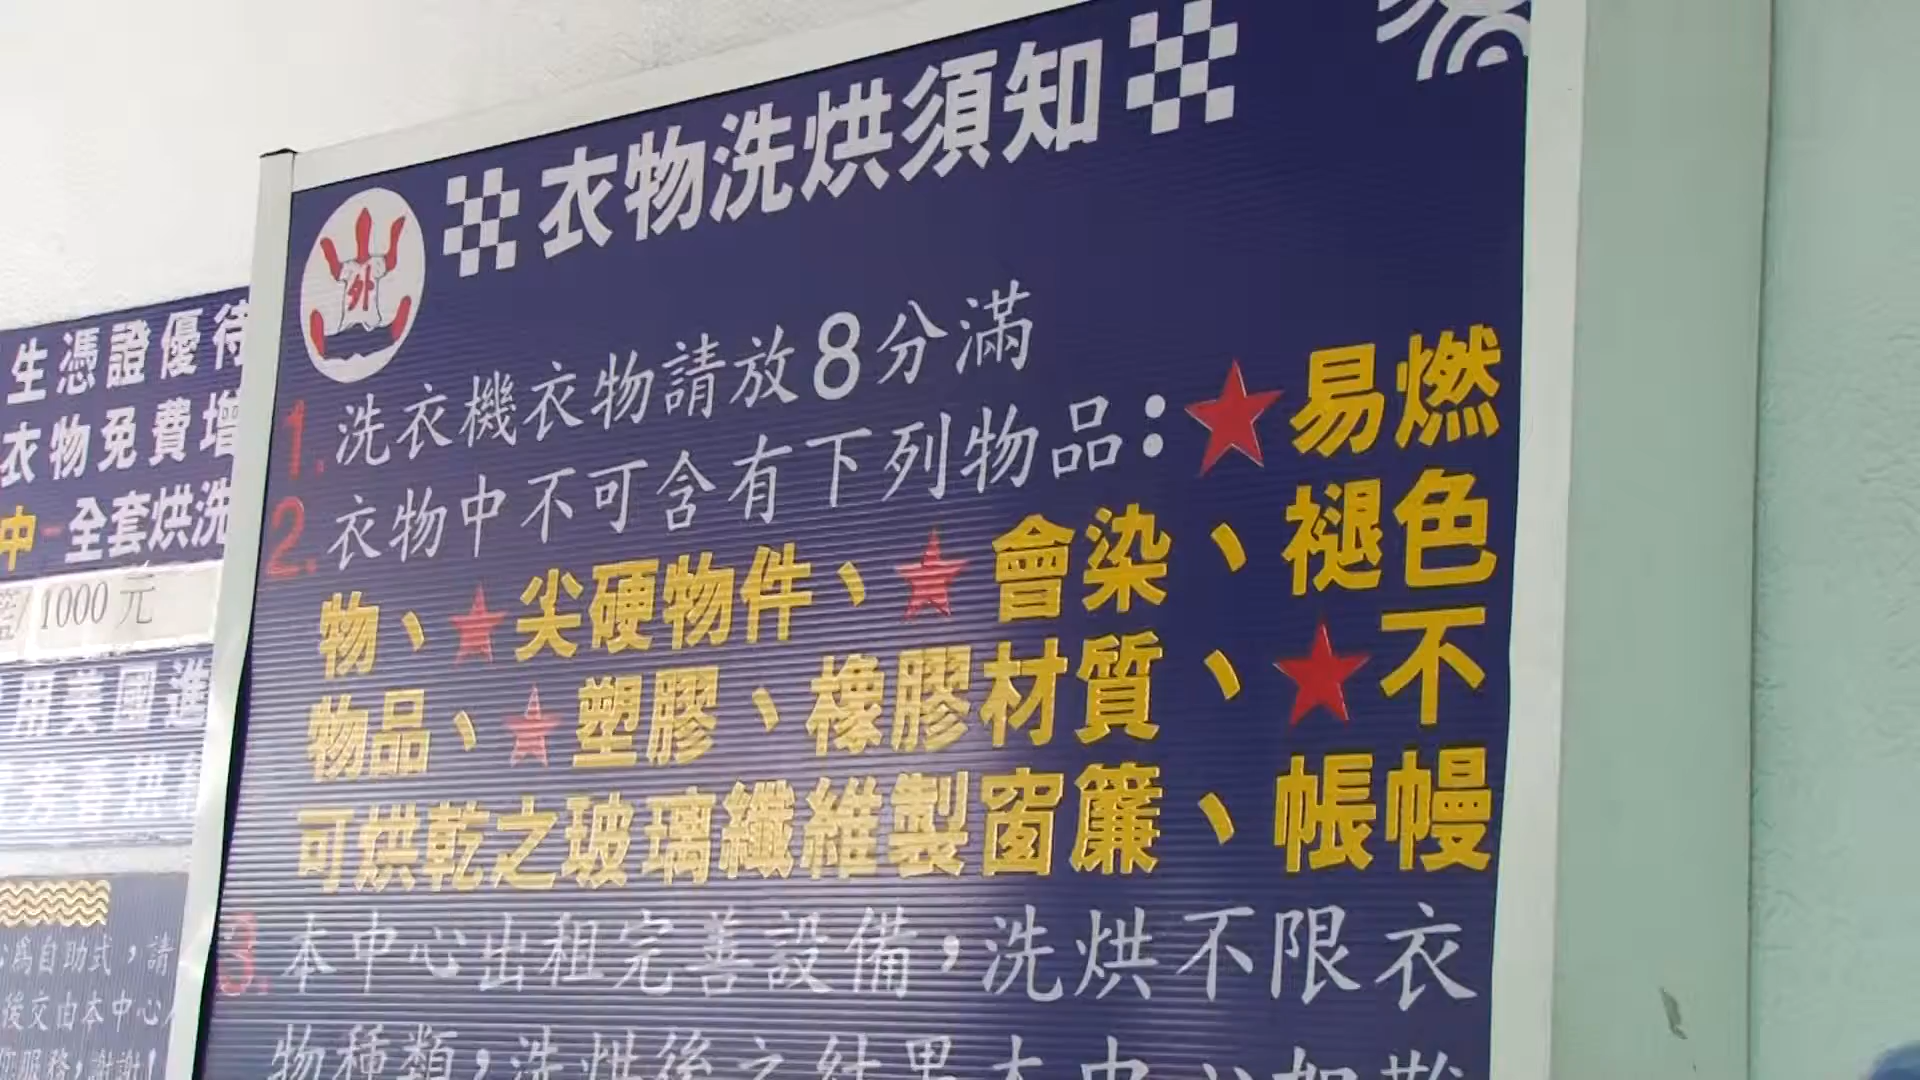 衣物洗烘須知
外
1. 洗衣機衣物請放8分滿
2. 衣物中不可含有下列物品：★易燃
物、★尖硬物件、★會染、褪色
物品、★塑膠、橡膠材質、★不
可烘乾之玻璃纖維製窗簾、帳幔
3. 本中心出租完善設備，洗烘不限衣
物種類，洗烘後之結果本中心
生憑證優待
衣物免費增
中-全套烘洗
1000元
用美國進
芳香烘
為自助式，請
後交由本中心
服務，謝謝！